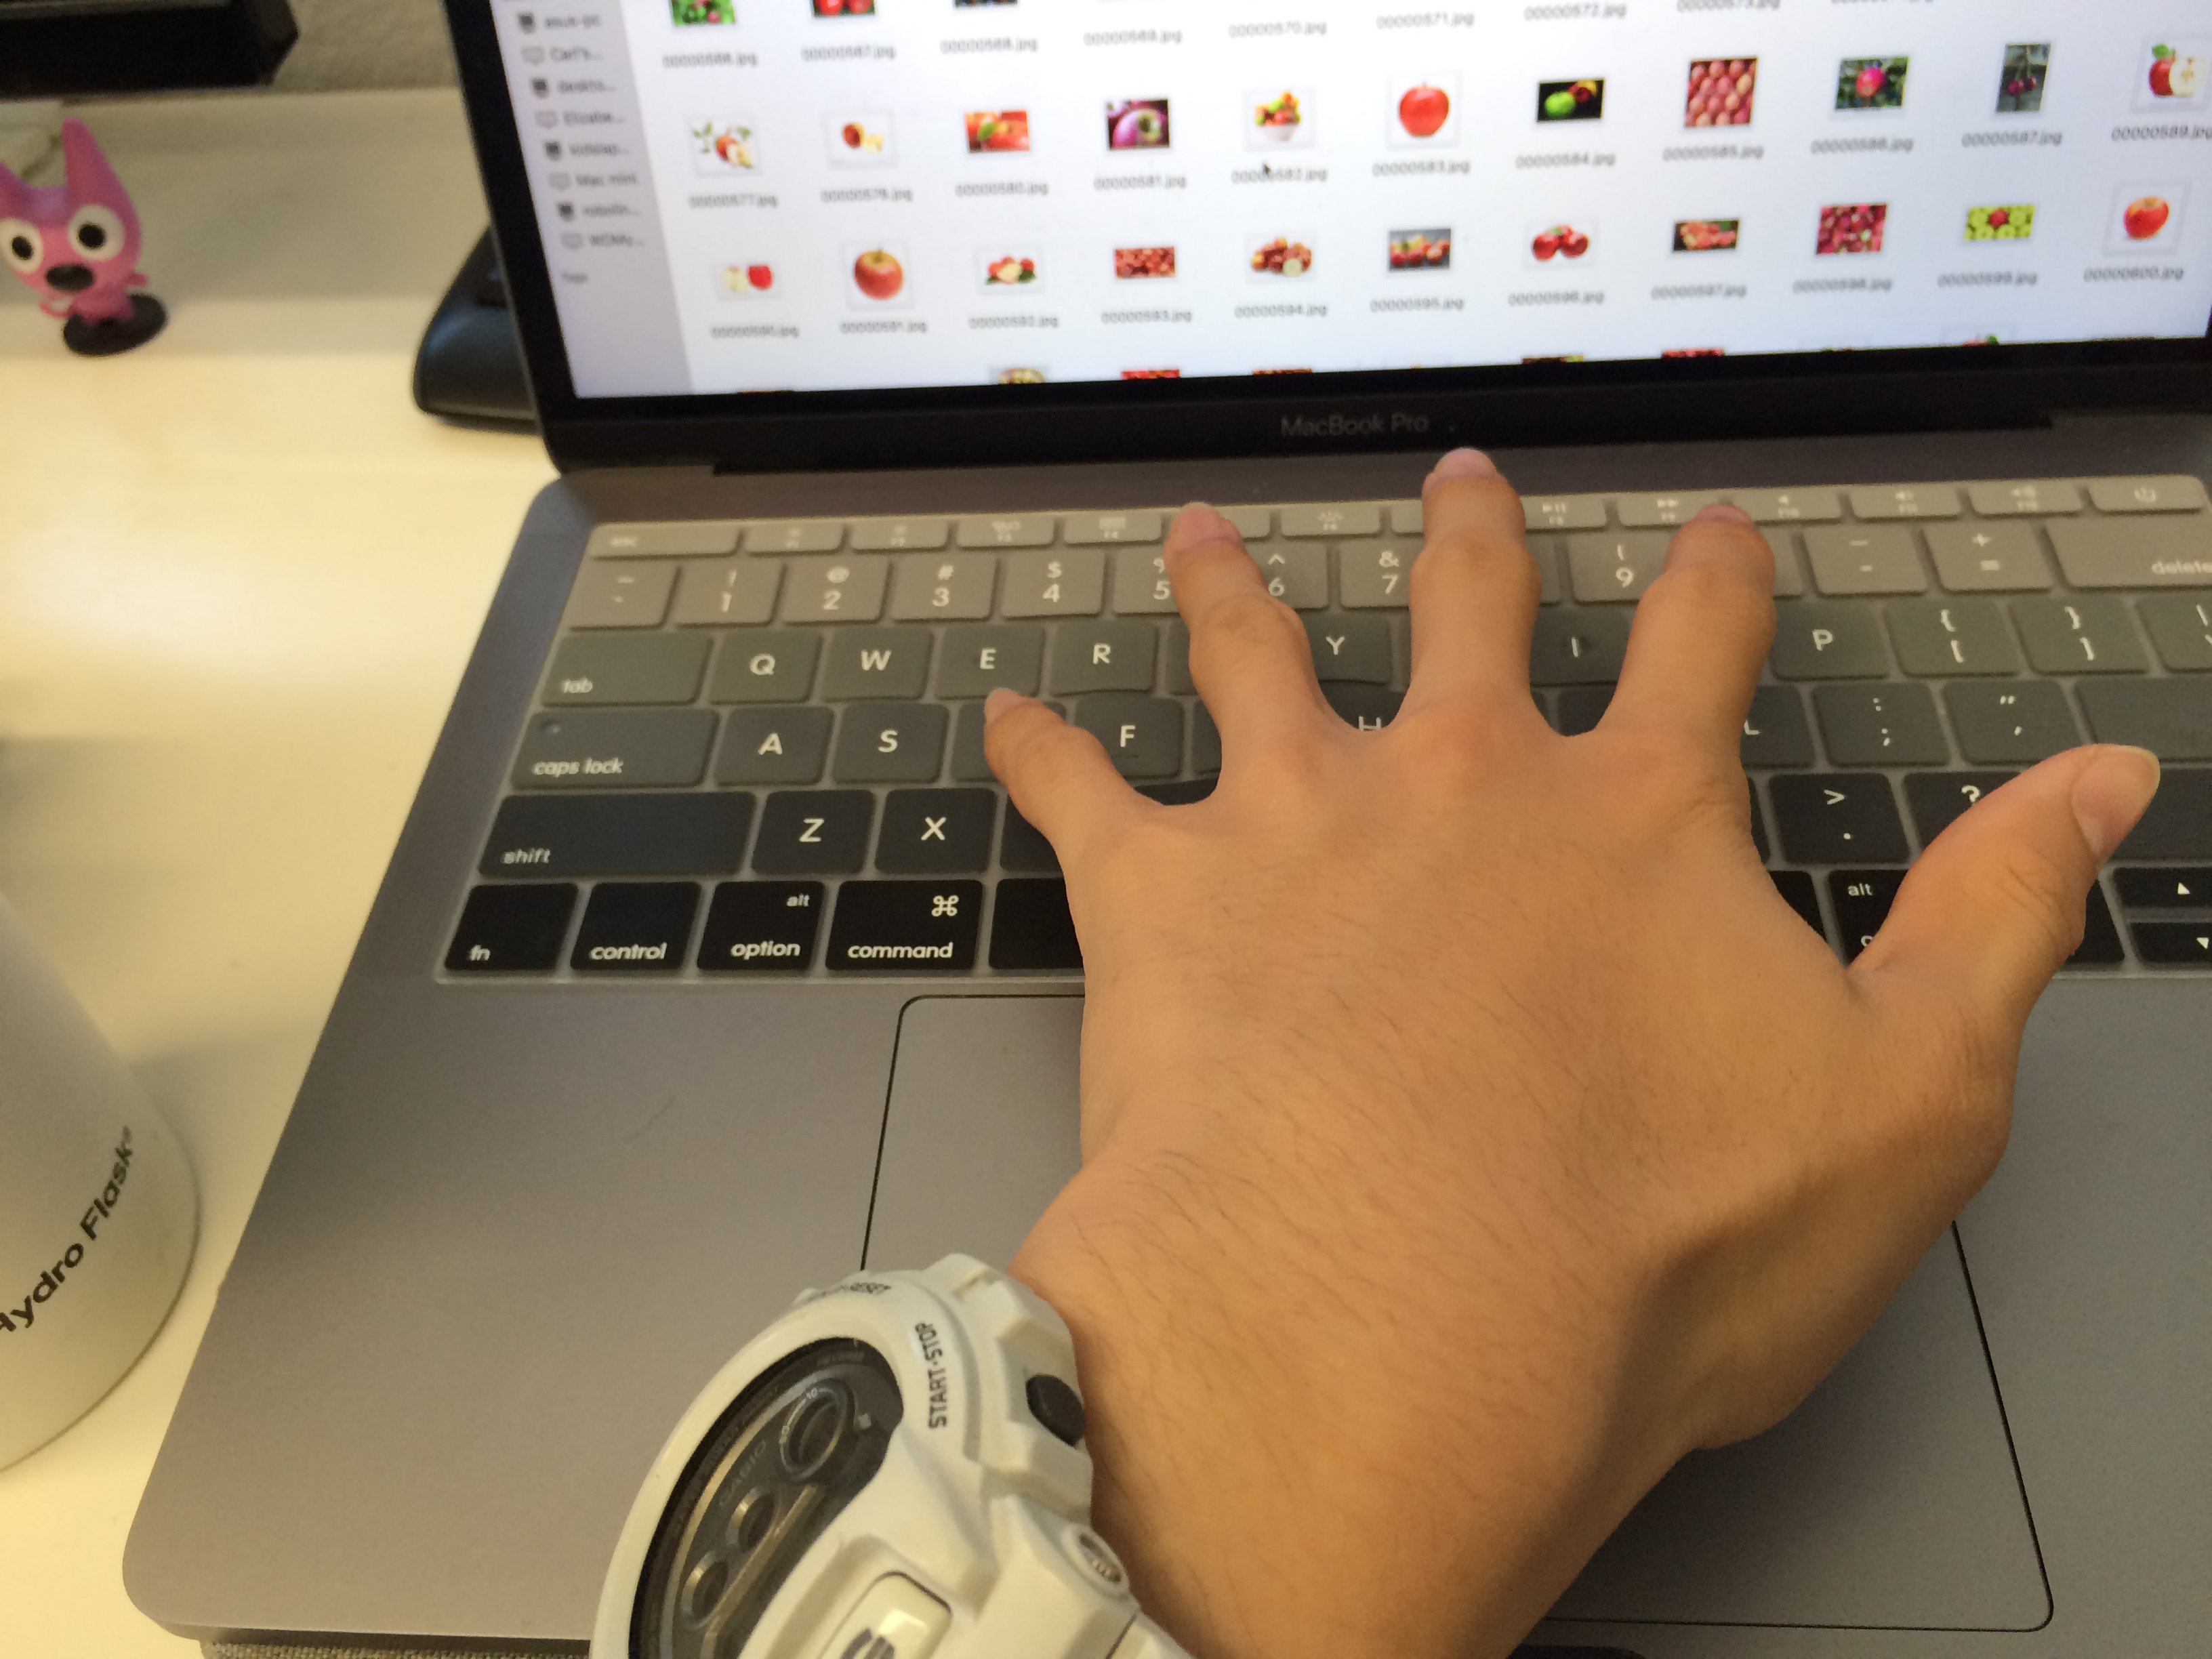 Mac mini
Tags
00000566.jpg
00000567.jpg
00000568.jpg
00000569.jpg
00000570.jpg
00000571.jpg
00000572.jpg
00000577.jpg
00000579.jpg
00000580.jpg
00000581.jpg
00000582.jpg
00000583.jpg
00000584.jpg
00000585.jpg
00000586.jpg
00000587.jpg
00000589.jpg
00000590.jpg
00000591.jpg
00000592.jpg
00000593.jpg
00000594.jpg
00000595.jpg
00000596.jpg
00000597.jpg
00000598.jpg
00000599.jpg
00000600.jpg
MacBook Pro
esc
~ ! @ # $ % ^ & ( _ +
` 1 2 3 4 5 6 7 9 - = delete
tab Q W E R Y I P { [ } ]
caps lock A S F H L : ; " '
shift Z X > . ?
fn control alt option ⌘ command alt
Hydro Flask
RESET
START·STOP
CASIO